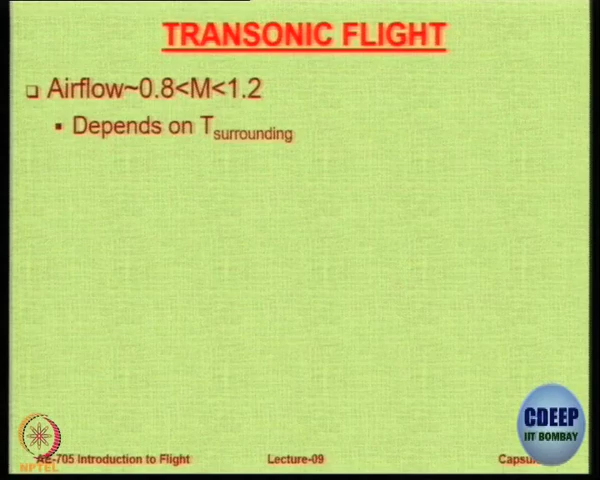 TRANSONIC FLIGHT
❑ Airflow~0.8<M<1.2
▪ Depends on Tsurrounding
CDEEP
IIT BOMBAY
NPTEL
AE-705 Introduction to Flight
Lecture-09